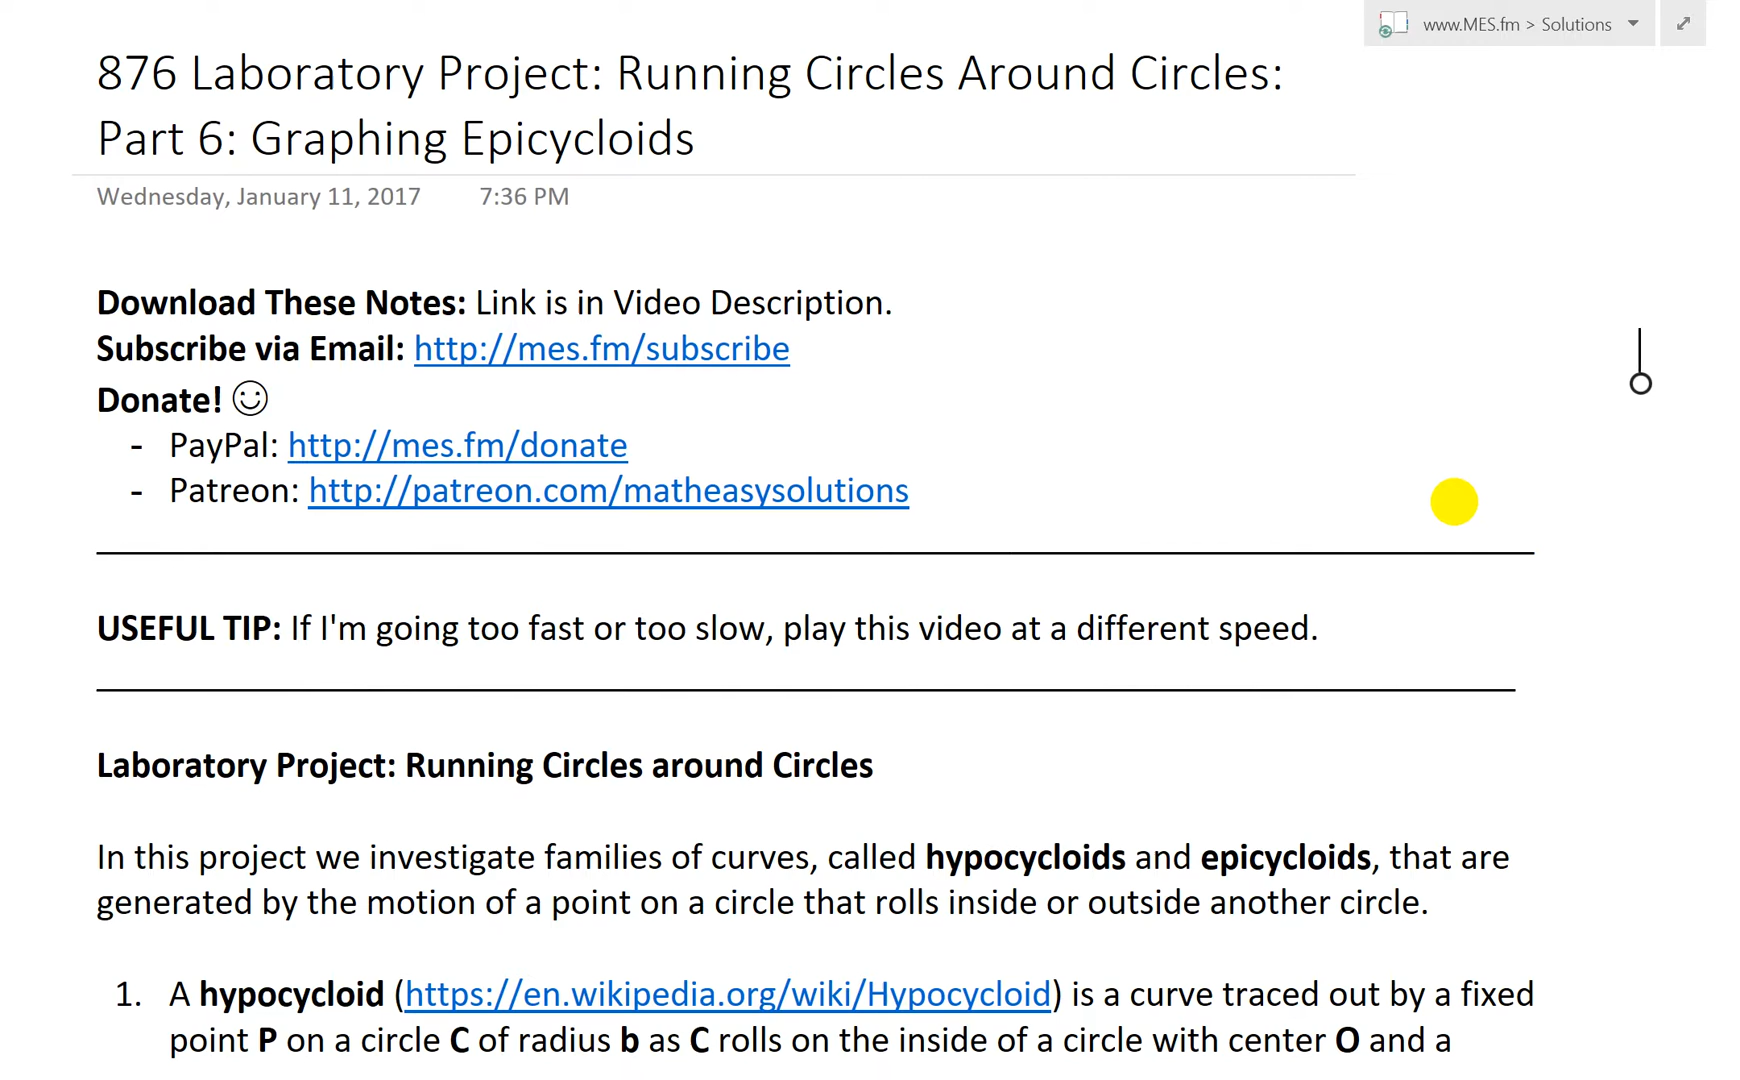 www.MES.fm > Solutions
876 Laboratory Project: Running Circles Around Circles:
Part 6: Graphing Epicycloids
Wednesday, January 11, 2017 7:36 PM
Download These Notes: Link is in Video Description.
Subscribe via Email: http://mes.fm/subscribe
Donate! ☺
- PayPal: http://mes.fm/donate
- Patreon: http://patreon.com/matheasysolutions
USEFUL TIP: If I'm going too fast or too slow, play this video at a different speed.
Laboratory Project: Running Circles around Circles
In this project we investigate families of curves, called hypocycloids and epicycloids, that are
generated by the motion of a point on a circle that rolls inside or outside another circle.
1. A hypocycloid (https://en.wikipedia.org/wiki/Hypocycloid) is a curve traced out by a fixed
point P on a circle C of radius b as C rolls on the inside of a circle with center O and a